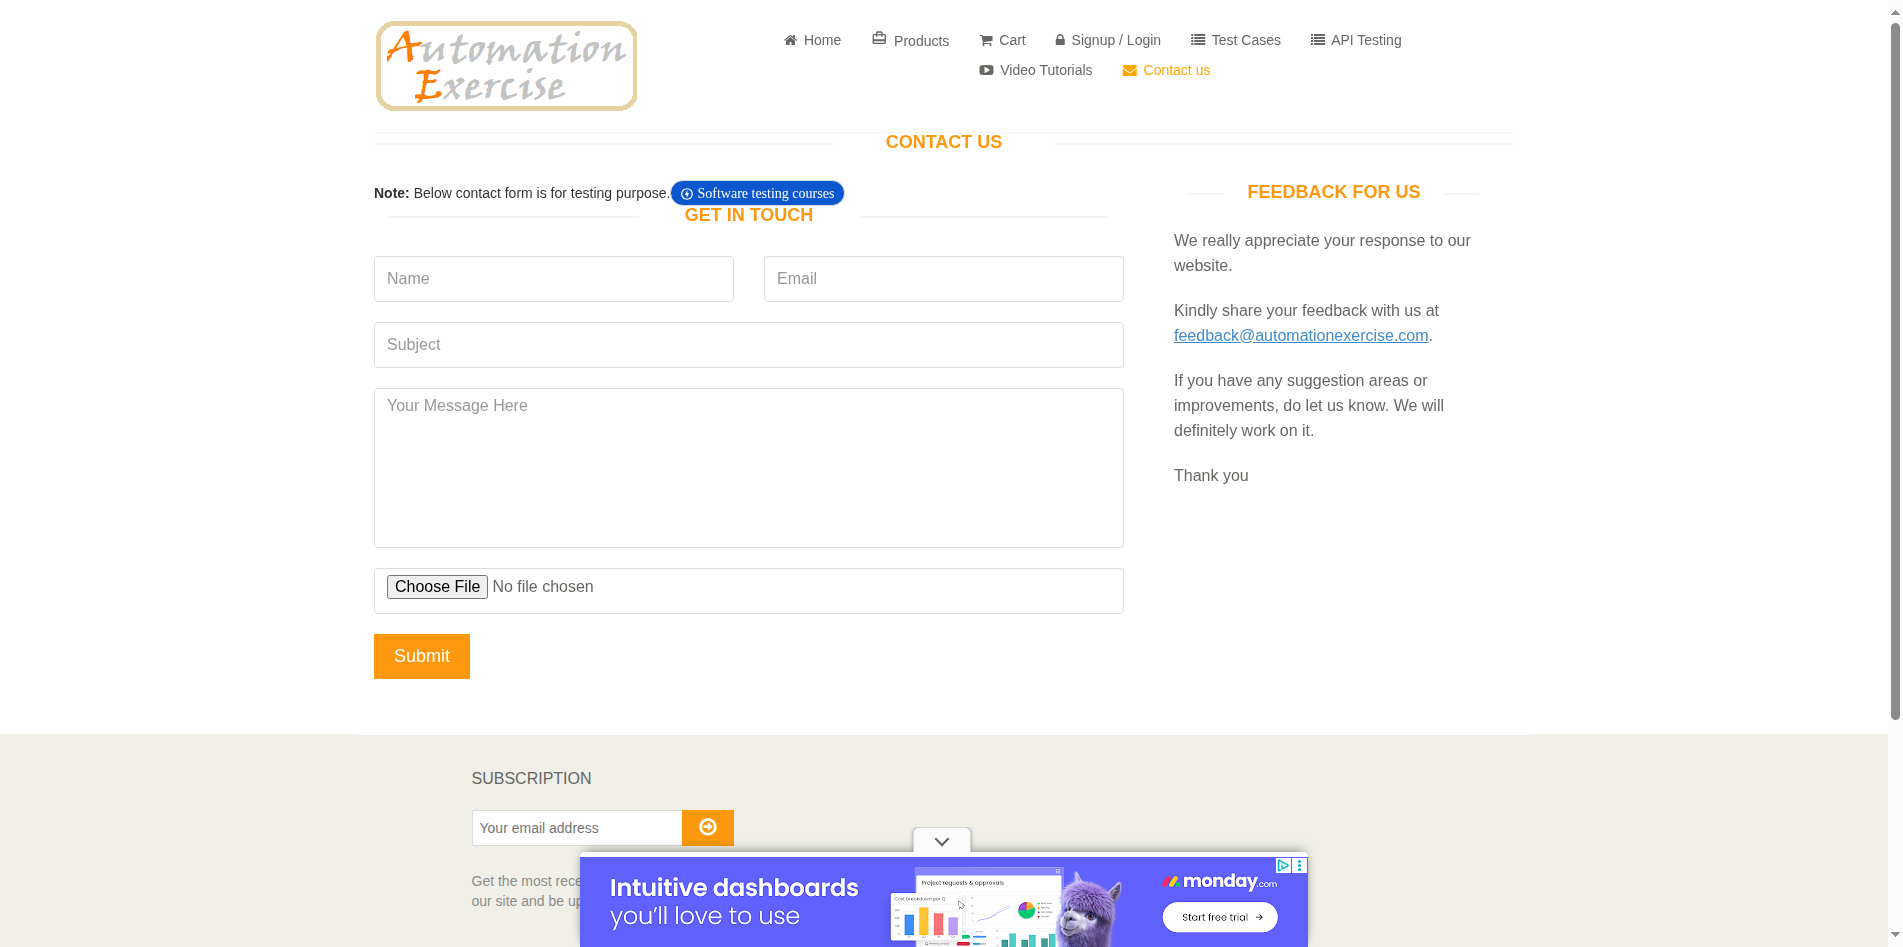 Automation
Exercise
Home
Products
Cart
Signup / Login
Test Cases
API Testing
Video Tutorials
Contact us
CONTACT US
Note: Below contact form is for testing purpose.
Software testing courses
GET IN TOUCH
Name
Email
Subject
Your Message Here
Choose File No file chosen
Submit
FEEDBACK FOR US
We really appreciate your response to our
website.
Kindly share your feedback with us at
feedback@automationexercise.com.
If you have any suggestion areas or
improvements, do let us know. We will
definitely work on it.
Thank you
SUBSCRIPTION
Your email address
Get the most rece
our site and be up
Intuitive dashboards
you'll love to use
Project requests & approvals
Cost breakdown per Q
monday.com
Start free trial